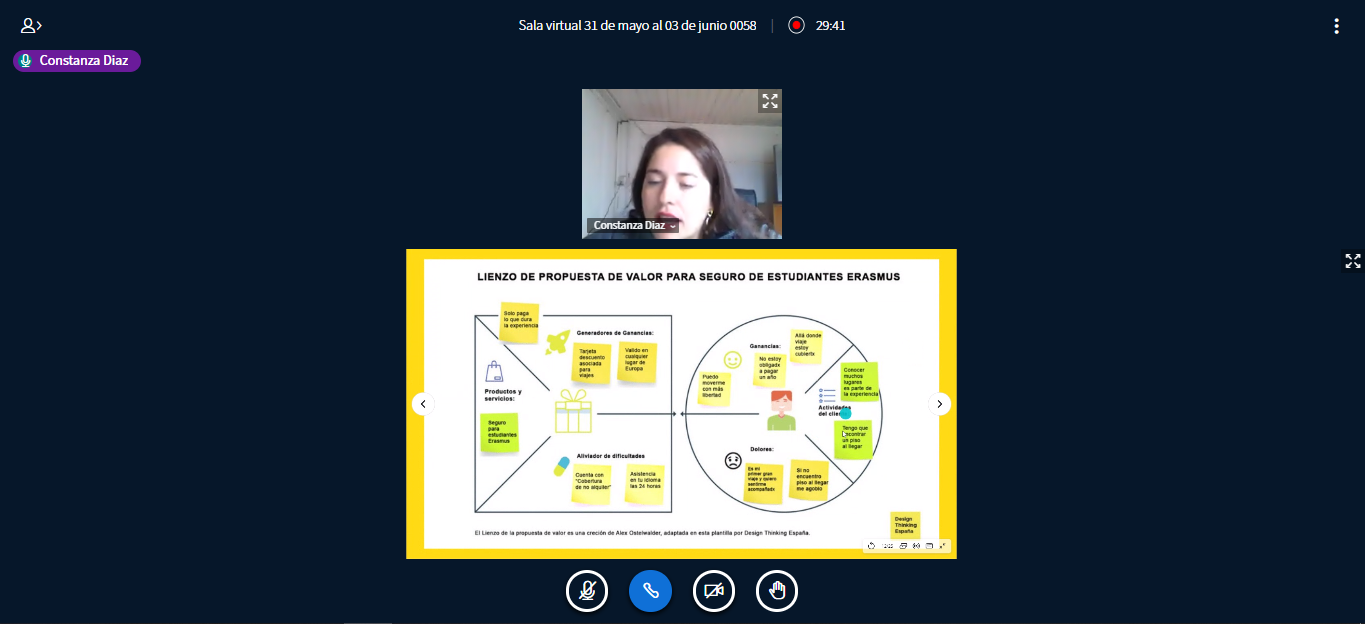 Sala virtual 31 de mayo al 03 de junio 0058
29:41
Constanza Diaz
Constanza Diaz
LIENZO DE PROPUESTA DE VALOR PARA SEGURO DE ESTUDIANTES ERASMUS
Solo paga
lo que dura
la experiencia
Generadores de Ganancias:
Tarjeta
descuento
asociada
para
viajes
Valido en
cualquier
lugar de
Europa
Productos y
servicios:
Seguro
para
estudiantes
Erasmus
Aliviador de dificultades
Cuenta con
"Cobertura
de no alquiler"
Asistencia
en tu idioma
las 24 horas
Ganancias:
Allá donde
viaje
estoy
cubiertx
No estoy
obligadx
a pagar
un año
Puedo
moverme
con más
libertad
Conocer
muchos
lugares
es parte de
la experiencia
Actividades
del
Tengo que
encontrar
un piso
al llegar
Dolores:
Es mi
primer gran
viaje y quiero
sentirme
acompañadx
Si no
encuentro
piso al llegar
me agobio
Design
Thinking
España
El Lienzo de la propuesta de valor es una creción de Alex Ostelwalder, adaptada en esta plantilla por Design Thinking España.